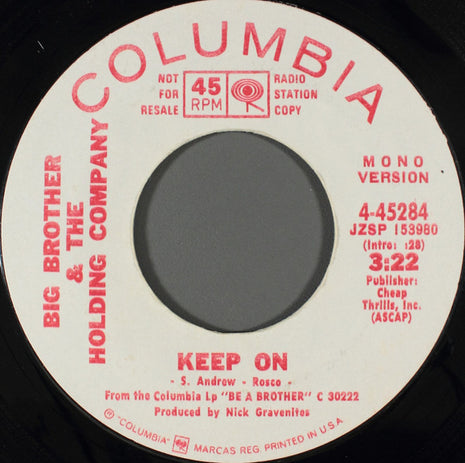 COLUMBIA
NOT
FOR
RESALE
45
RPM
RADIO
STATION
COPY
BIG BROTHER
& THE
HOLDING COMPANY
MONO
VERSION
4-45284
JZSP 153980
(Intro: :28)
3:22
Publisher:
Cheap
Thrills, Inc.
(ASCAP)
KEEP ON
- S. Andrew - Rosco -
From the Columbia Lp "BE A BROTHER" C 30222
Produced by Nick Gravenites
Ⓟ "COLUMBIA" MARCAS REG. PRINTED IN U.S.A.